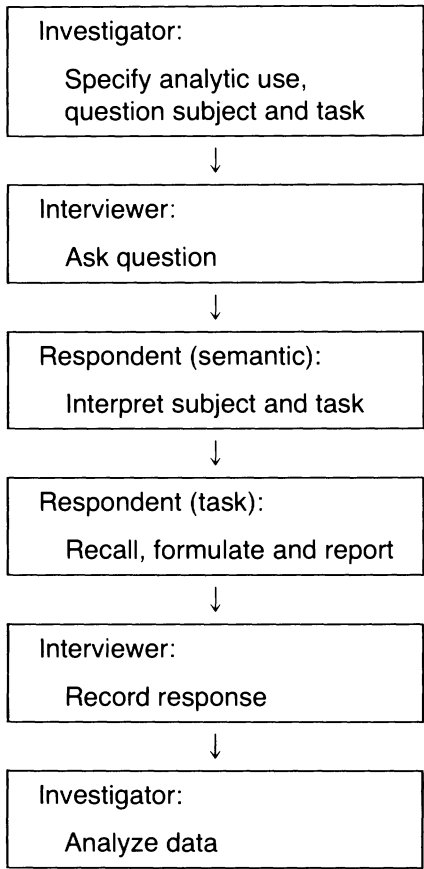 Investigator:
Specify analytic use,
question subject and task
↓
Interviewer:
Ask question
↓
Respondent (semantic):
Interpret subject and task
↓
Respondent (task):
Recall, formulate and report
↓
Interviewer:
Record response
↓
Investigator:
Analyze data